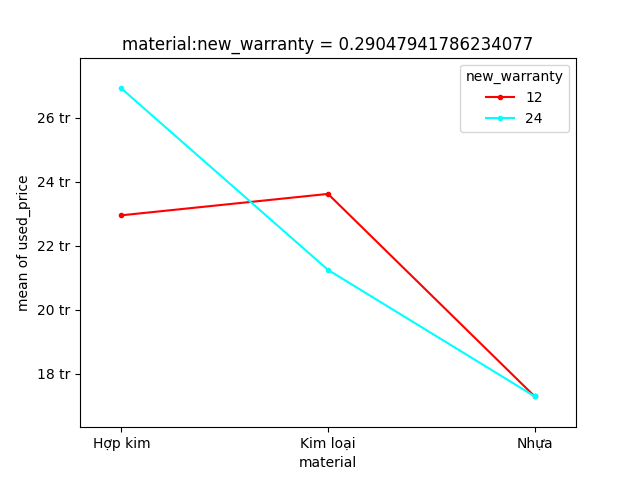 material:new_warranty = 0.29047941786234077
new_warranty
12
24
26 tr
24 tr
22 tr
20 tr
18 tr
mean of used_price
Hợp kim
Kim loại
Nhựa
material